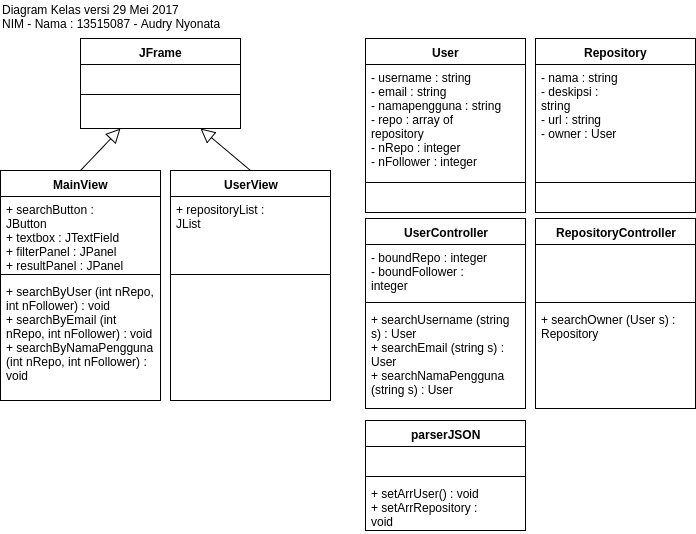 Diagram Kelas versi 29 Mei 2017
NIM - Nama : 13515087 - Audry Nyonata
JFrame
MainView
+ searchButton :
JButton
+ textbox : JTextField
+ filterPanel : JPanel
+ resultPanel : JPanel
+ searchByUser (int nRepo,
int nFollower) : void
+ searchByEmail (int
nRepo, int nFollower) : void
+ searchByNamaPengguna
(int nRepo, int nFollower) :
void
UserView
+ repositoryList :
JList
User
- username : string
- email : string
- namapengguna : string
- repo : array of
repository
- nRepo : integer
- nFollower : integer
Repository
- nama : string
- deskipsi :
string
- url : string
- owner : User
UserController
- boundRepo : integer
- boundFollower :
integer
+ searchUsername (string
s) : User
+ searchEmail (string s) :
User
+ searchNamaPengguna
(string s) : User
RepositoryController
+ searchOwner (User s) :
Repository
parserJSON
+ setArrUser() : void
+ setArrRepository :
void